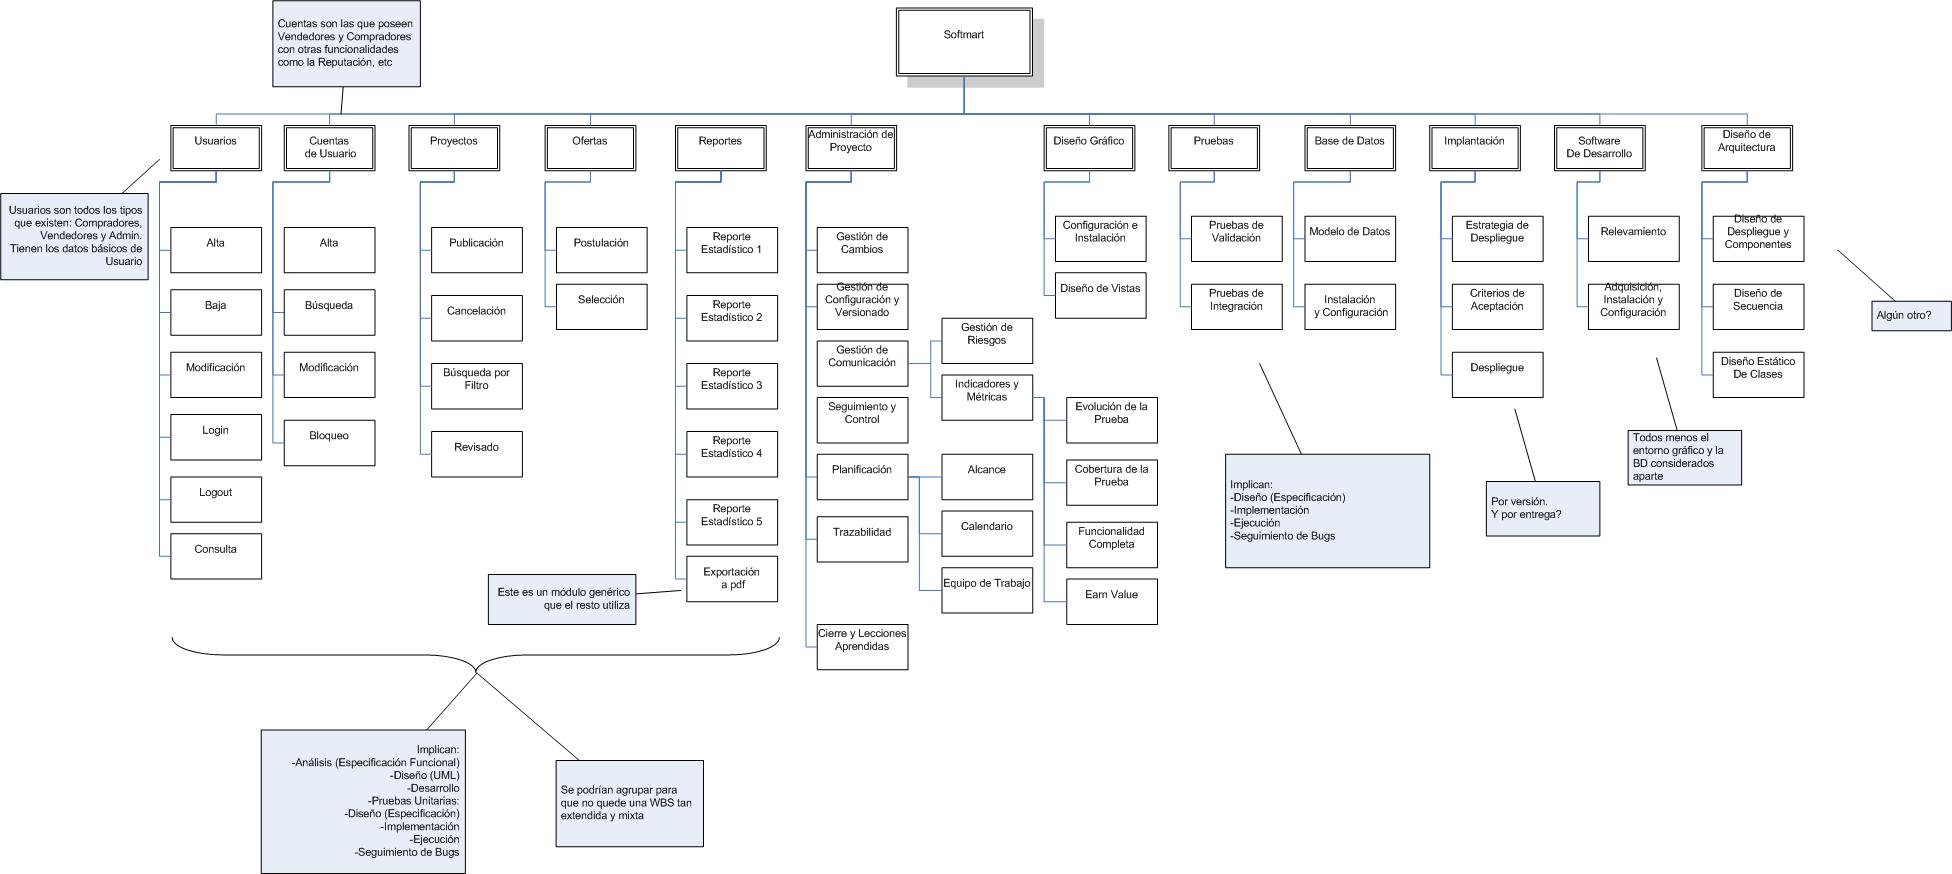 Cuentas son las que poseen
Vendedores y Compradores
con otras funcionalidades
como la Reputación, etc
Softmart
Usuarios
Cuentas
de Usuario
Proyectos
Ofertas
Reportes
Administración de
Proyecto
Diseño Gráfico
Pruebas
Base de Datos
Implantación
Software
De Desarrollo
Diseño de
Arquitectura
Usuarios son todos los tipos
que existen: Compradores,
Vendedores y Admin.
Tienen los datos básicos de
Usuario
Alta
Baja
Modificación
Login
Logout
Consulta
Alta
Búsqueda
Modificación
Bloqueo
Publicación
Cancelación
Búsqueda por
Filtro
Revisado
Postulación
Selección
Reporte
Estadístico 1
Reporte
Estadístico 2
Reporte
Estadístico 3
Reporte
Estadístico 4
Reporte
Estadístico 5
Exportación
a pdf
Este es un módulo genérico
que el resto utiliza
Gestión de
Cambios
Gestión de
Configuración y
Versionado
Gestión de
Comunicación
Seguimiento y
Control
Planificación
Trazabilidad
Cierre y Lecciones
Aprendidas
Gestión de
Riesgos
Indicadores y
Métricas
Alcance
Calendario
Equipo de Trabajo
Evolución de la
Prueba
Cobertura de la
Prueba
Funcionalidad
Completa
Earn Value
Configuración e
Instalación
Diseño de Vistas
Pruebas de
Validación
Pruebas de
Integración
Implican:
-Diseño (Especificación)
-Implementación
-Ejecución
-Seguimiento de Bugs
Modelo de Datos
Instalación
y Configuración
Estrategia de
Despliegue
Criterios de
Aceptación
Despliegue
Por versión.
Y por entrega?
Relevamiento
Adquisición,
Instalación y
Configuración
Todos menos el
entorno gráfico y la
BD considerados
aparte
Diseño de
Despliegue y
Componentes
Diseño de
Secuencia
Diseño Estático
De Clases
Algún otro?
Implican:
-Análisis (Especificación Funcional)
-Diseño (UML)
-Desarrollo
-Pruebas Unitarias:
-Diseño (Especificación)
-Implementación
-Ejecución
-Seguimiento de Bugs
Se podrían agrupar para
que no quede una WBS tan
extendida y mixta